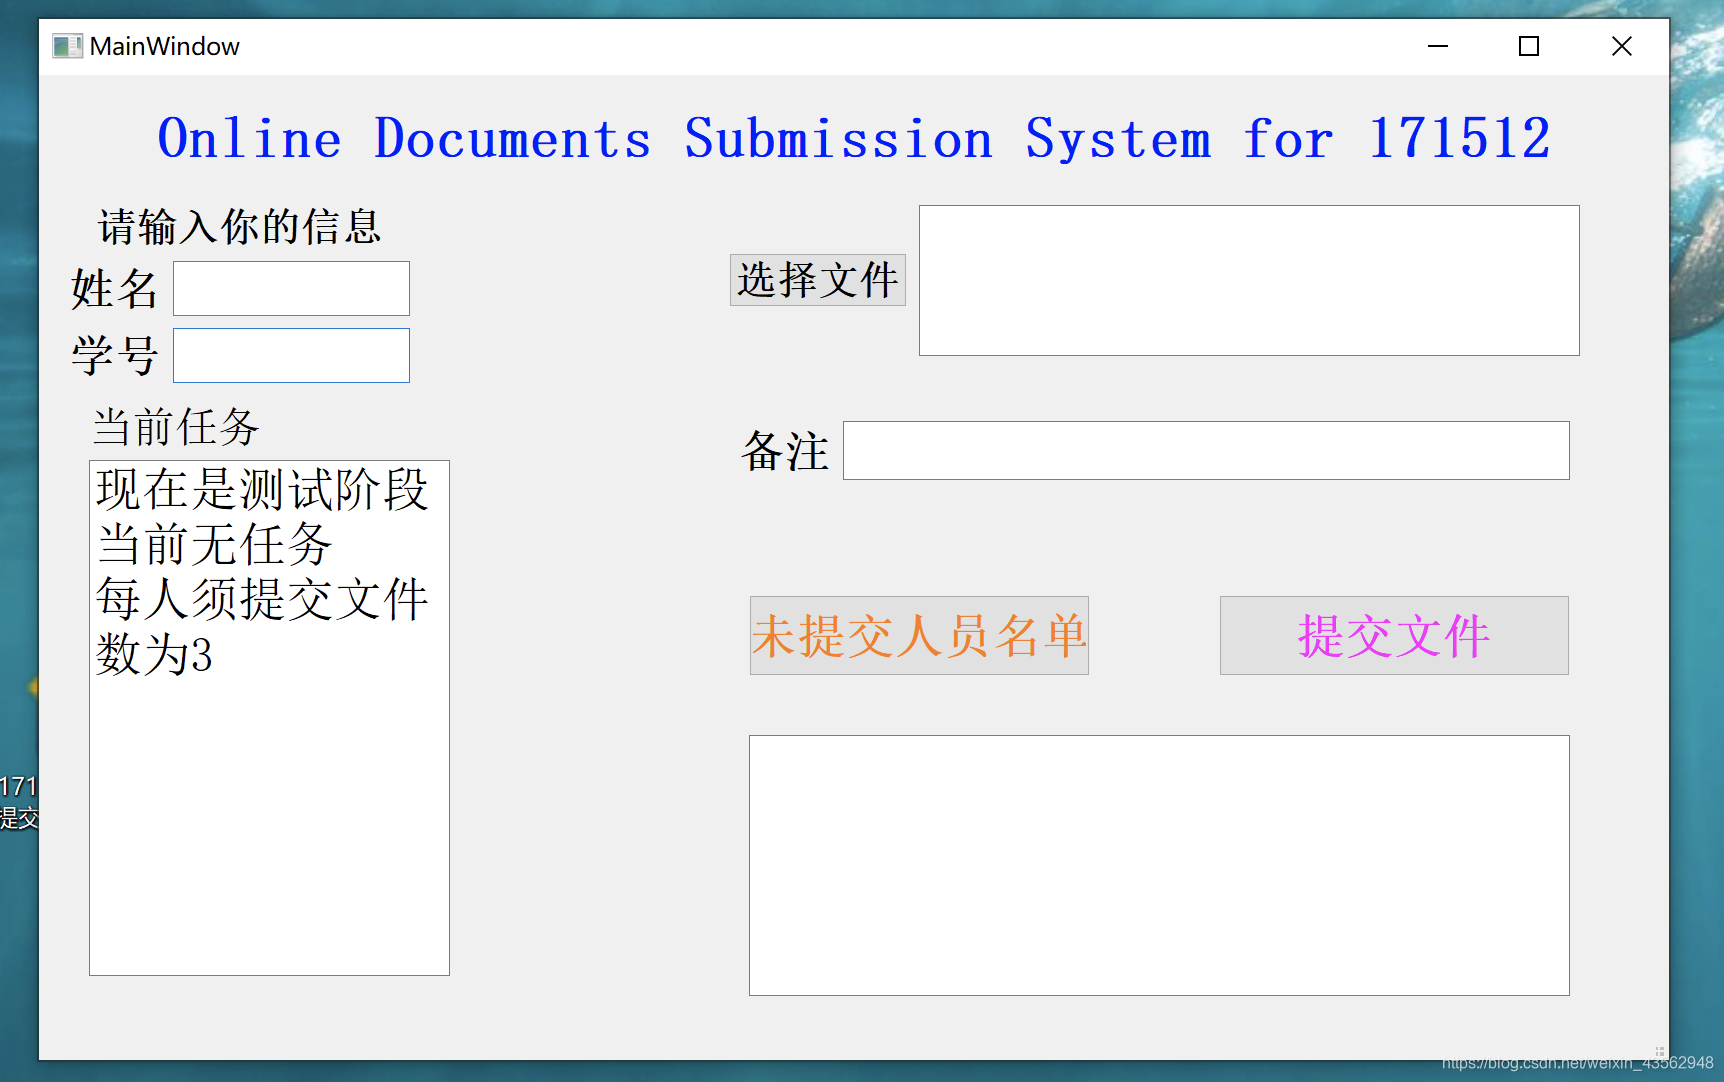 MainWindow
Online Documents Submission System for 171512
请输入你的信息
姓名
学号
选择文件
当前任务
现在是测试阶段
当前无任务
每人须提交文件
数为3
备注
未提交人员名单
提交文件
171
提交
https://blog.csdn.net/weixin_43562948